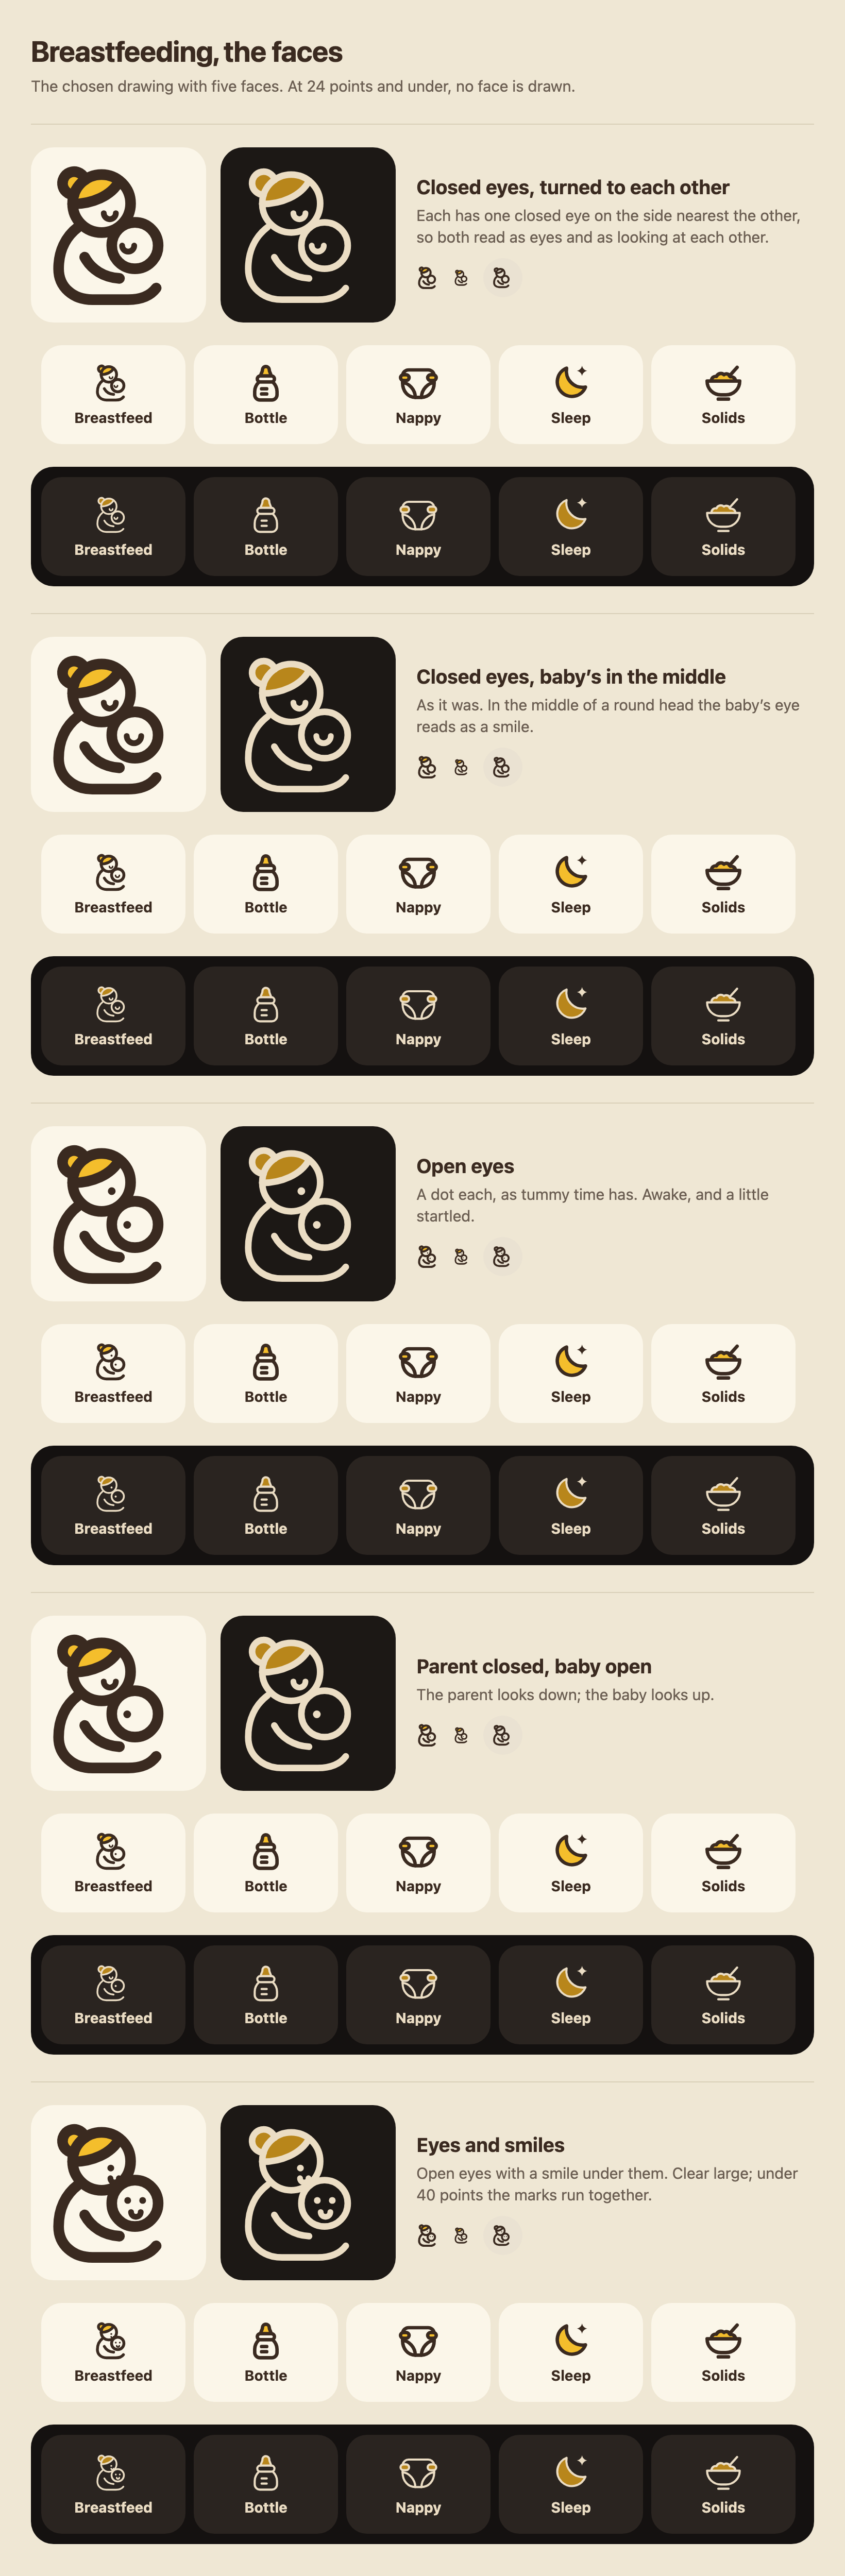 Breastfeeding, the faces
The chosen drawing with five faces. At 24 points and under, no face is drawn.
Closed eyes, turned to each other
Each has one closed eye on the side nearest the other,
so both read as eyes and as looking at each other.
Breastfeed
Bottle
Nappy
Sleep
Solids
Breastfeed
Bottle
Nappy
Sleep
Solids
Closed eyes, baby’s in the middle
As it was. In the middle of a round head the baby’s eye
reads as a smile.
Breastfeed
Bottle
Nappy
Sleep
Solids
Breastfeed
Bottle
Nappy
Sleep
Solids
Open eyes
A dot each, as tummy time has. Awake, and a little
startled.
Breastfeed
Bottle
Nappy
Sleep
Solids
Breastfeed
Bottle
Nappy
Sleep
Solids
Parent closed, baby open
The parent looks down; the baby looks up.
Breastfeed
Bottle
Nappy
Sleep
Solids
Breastfeed
Bottle
Nappy
Sleep
Solids
Eyes and smiles
Open eyes with a smile under them. Clear large; under
40 points the marks run together.
Breastfeed
Bottle
Nappy
Sleep
Solids
Breastfeed
Bottle
Nappy
Sleep
Solids